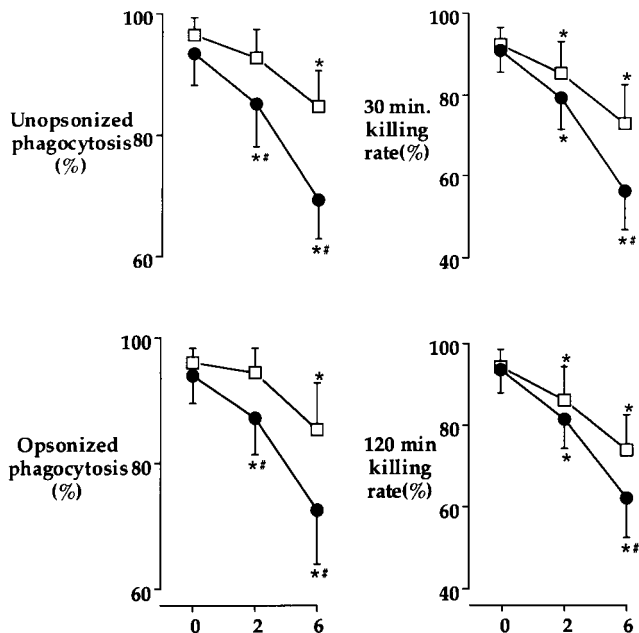 100
Unopsonized
phagocytosis
(%)
80
60
*
*#
*#
100
30 min.
killing
rate(%)
80
60
40
*
*
*
*#
100
Opsonized
phagocytosis
(%)
80
60
*
*#
*#
0 2 6
100
120 min
killing
rate(%)
80
60
40
*
*
*
*#
0 2 6